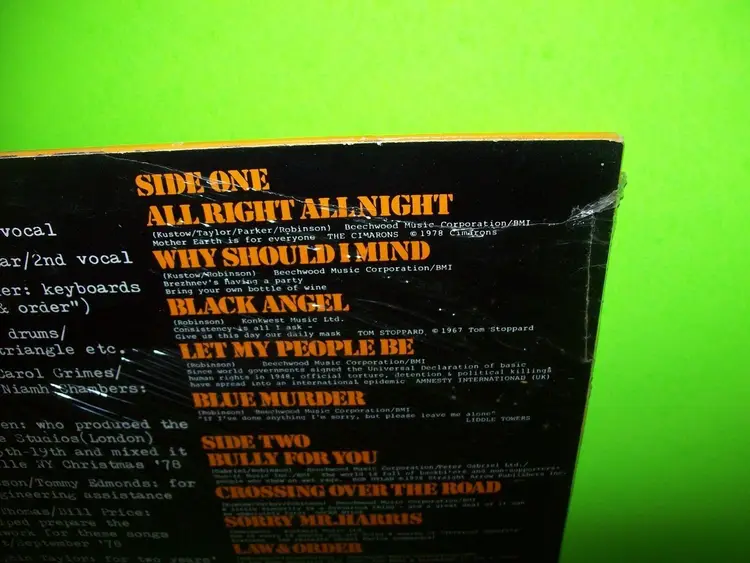 vocal
ar/2nd vocal
er: keyboards
& order")
drums/
triangle etc.
Carol Grimes/
Niamh Chambers:
en: who produced the
e Studios(London)
th-19th and mixed it
lle NY Christmas '78
son/Tommy Edmonds: for
gineering assistance
Thomas/Bill Price:
lped prepare the
work for these songs
t/September '78
phin Taylor: for two years'
SIDE ONE
ALL RIGHT ALL NIGHT
(Kustow/Taylor/Parker/Robinson) Beechwood Music Corporation/BMI
Mother Earth is for everyone THE CIMARONS © 1978 Cimarons
WHY SHOULD I MIND
(Kustow/Robinson) Beechwood Music Corporation/BMI
Brezhnev's having a party
Bring your own bottle of wine
BLACK ANGEL
(Robinson) Konkwest Music Ltd.
Consistency is all I ask -
Give us this day our daily mask TOM STOPPARD, © 1967 Tom Stoppard
LET MY PEOPLE BE
(Robinson) Beechwood Music Corporation/BMI
Since world governments signed the Universal Declaration of basic
human rights in 1948, official torture, detention & political killings
have spread into an international epidemic AMNESTY INTERNATIONAL (UK)
BLUE MURDER
(Robinson) Beechwood Music Corporation/BMI
"If I've done anything I'm sorry, but please leave me alone"
LIDDLE TOWERS
SIDE TWO
BULLY FOR YOU
(Gabriel/Robinson) Beechwood Music Corporation/Peter Gabriel Ltd./
CROSSING OVER THE ROAD
SORRY MR. HARRIS
LAW & ORDER